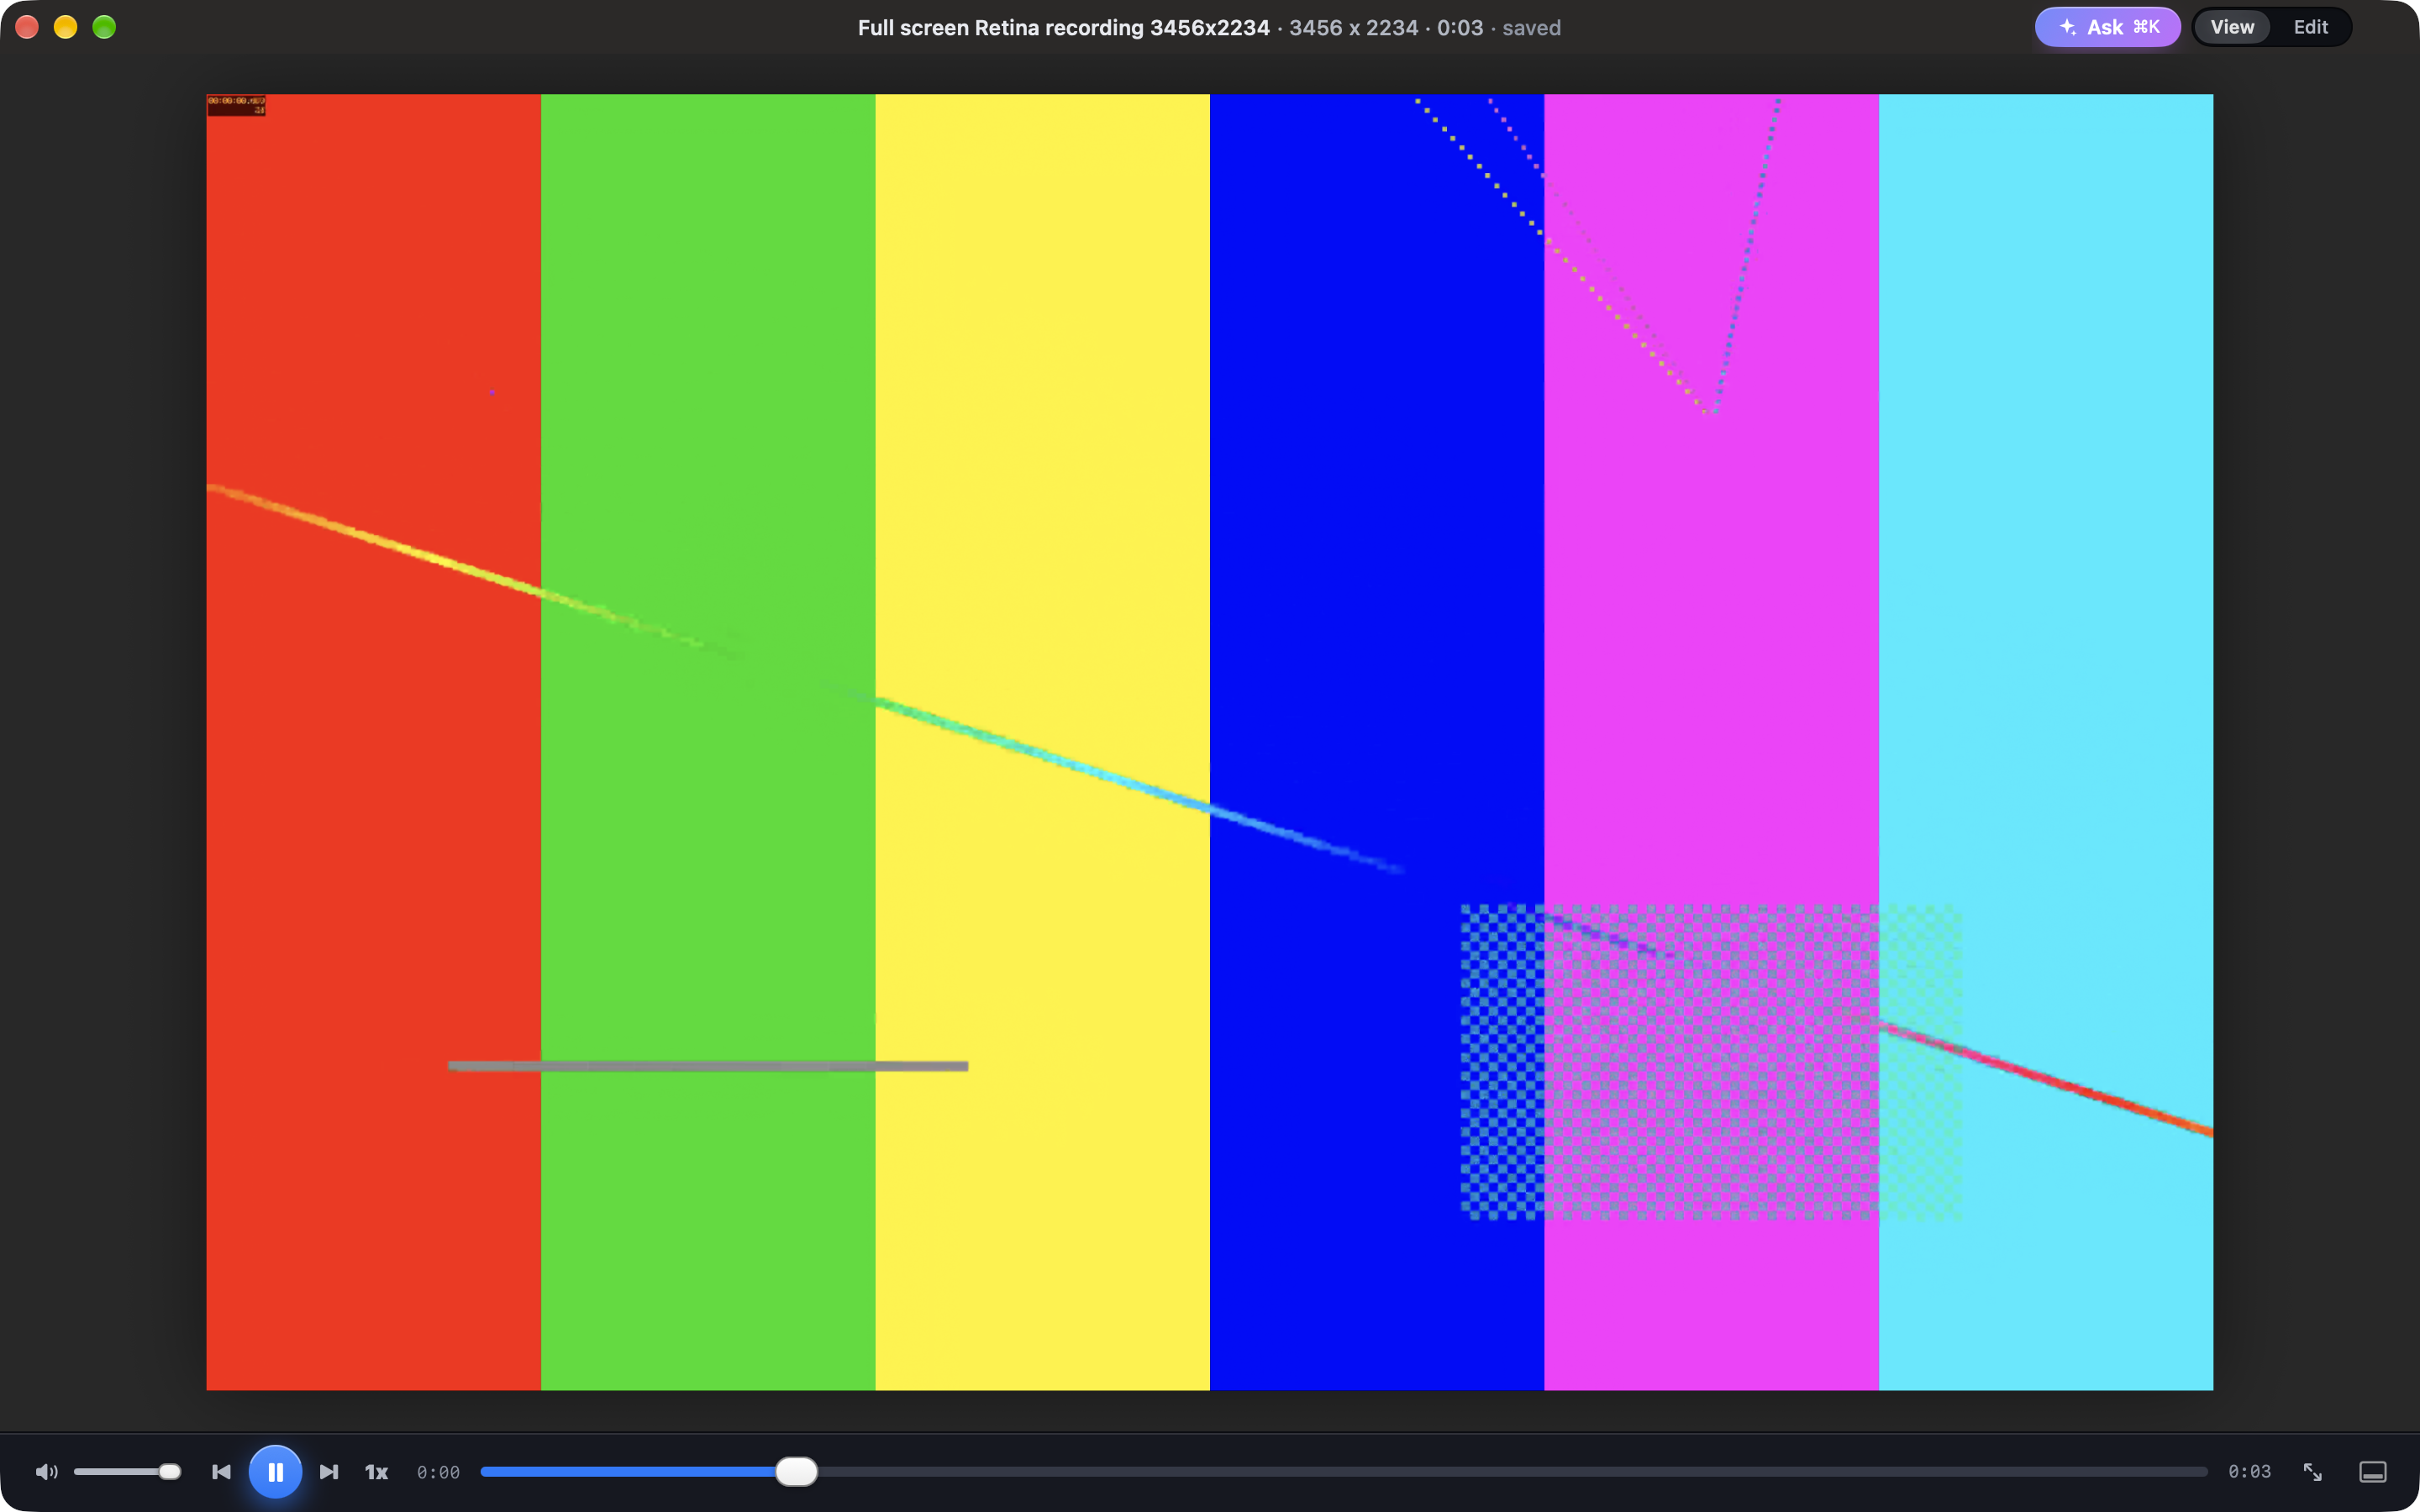 Full screen Retina recording 3456x2234 · 3456 x 2234 · 0:03 · saved
Ask ⌘K
View
Edit
1x
0:00
0:03